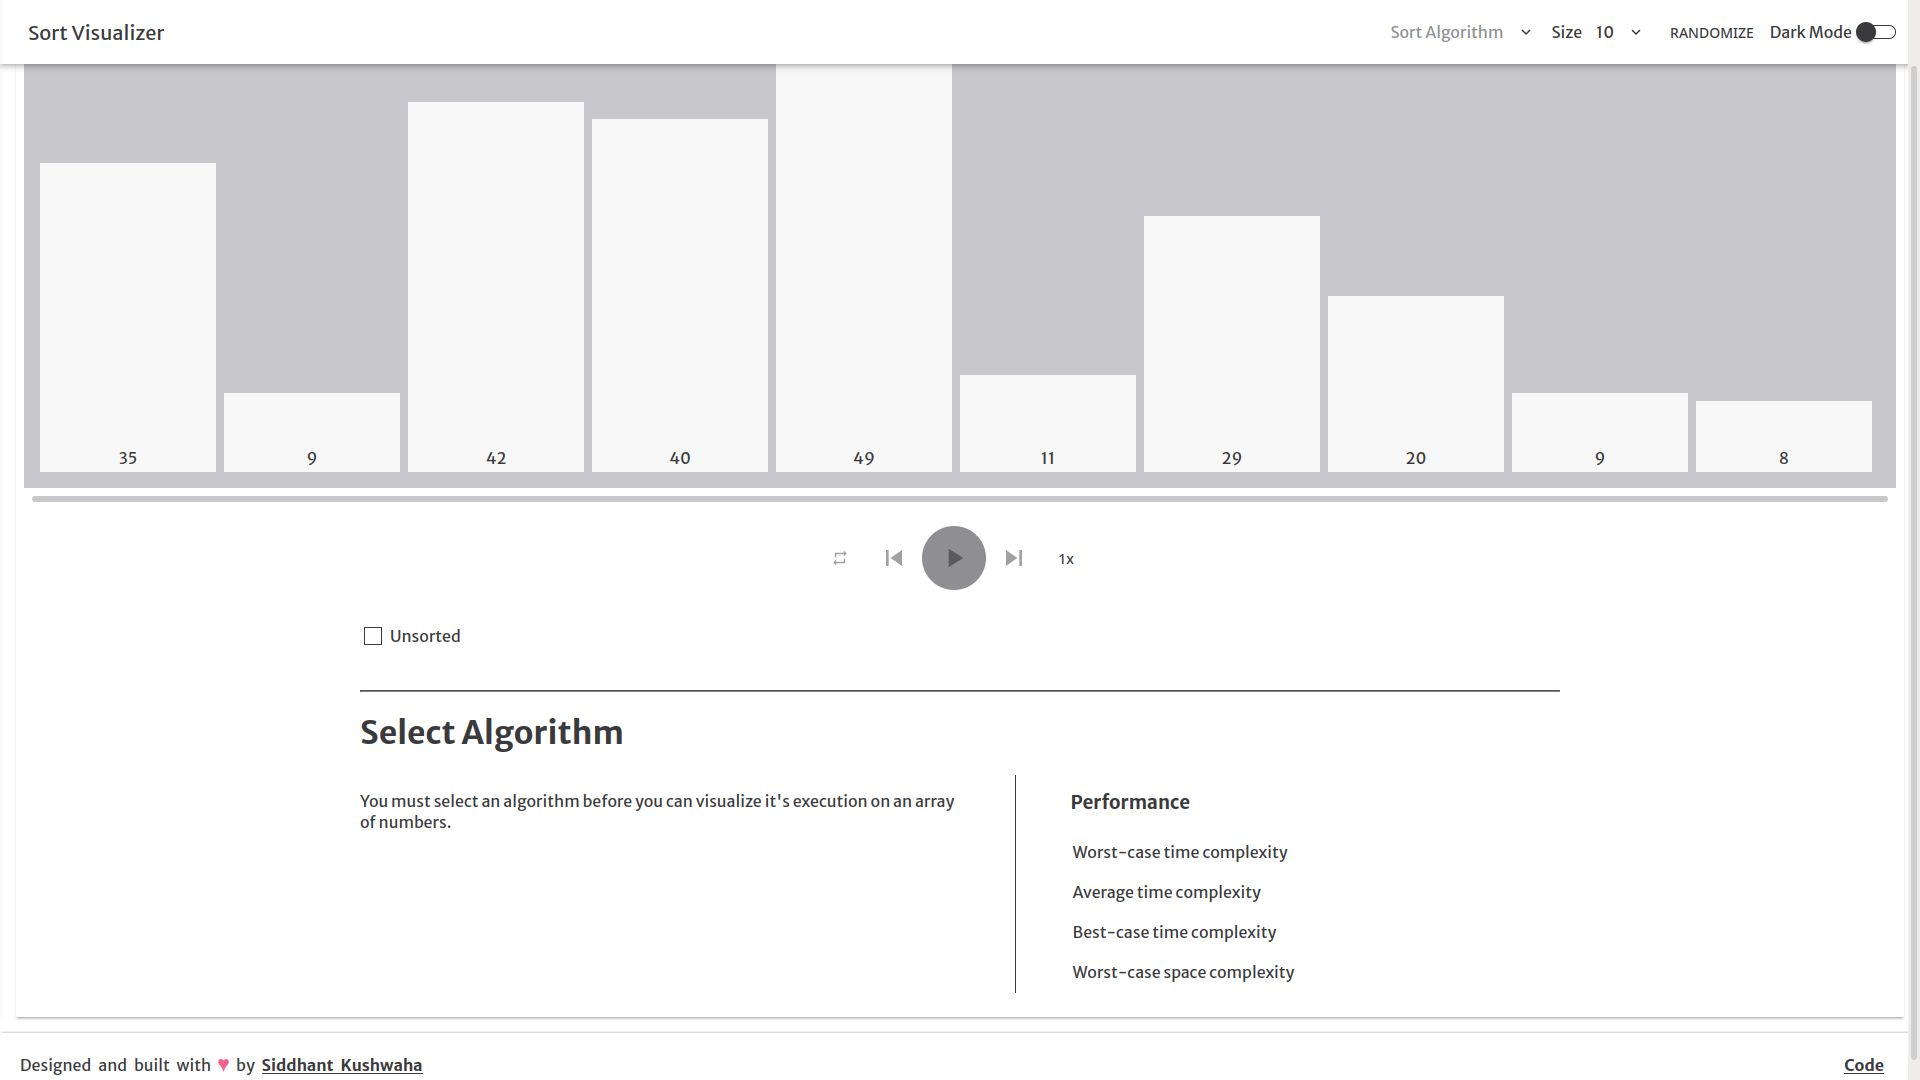 Sort Visualizer
Sort Algorithm
Size 10
RANDOMIZE
Dark Mode
35 9 42 40 49 11 29 20 9 8
1x
Unsorted
Select Algorithm
You must select an algorithm before you can visualize it's execution on an array
of numbers.
Performance
Worst-case time complexity
Average time complexity
Best-case time complexity
Worst-case space complexity
Designed and built with ♥ by Siddhant Kushwaha
Code